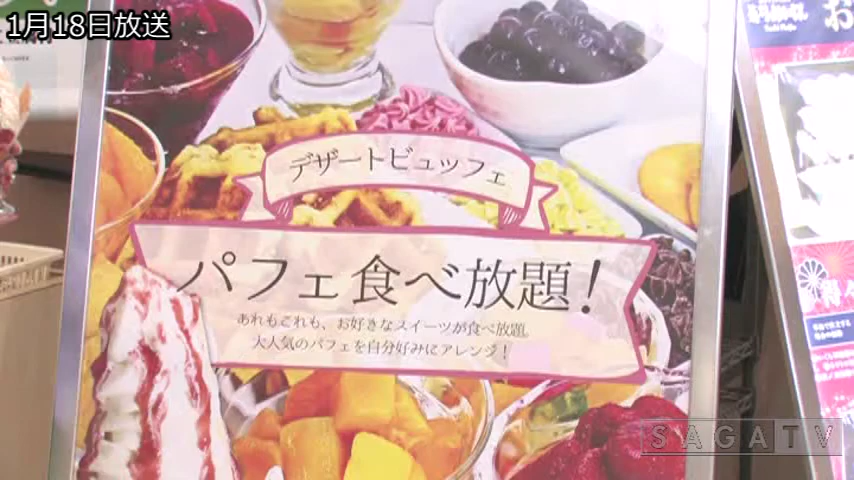 1月18日放送
デザートビュッフェ
パフェ食べ放題!
あれもこれも、お好きなスイーツが食べ放題
大人気のパフェを自分好みにアレンジ!
SAGATV